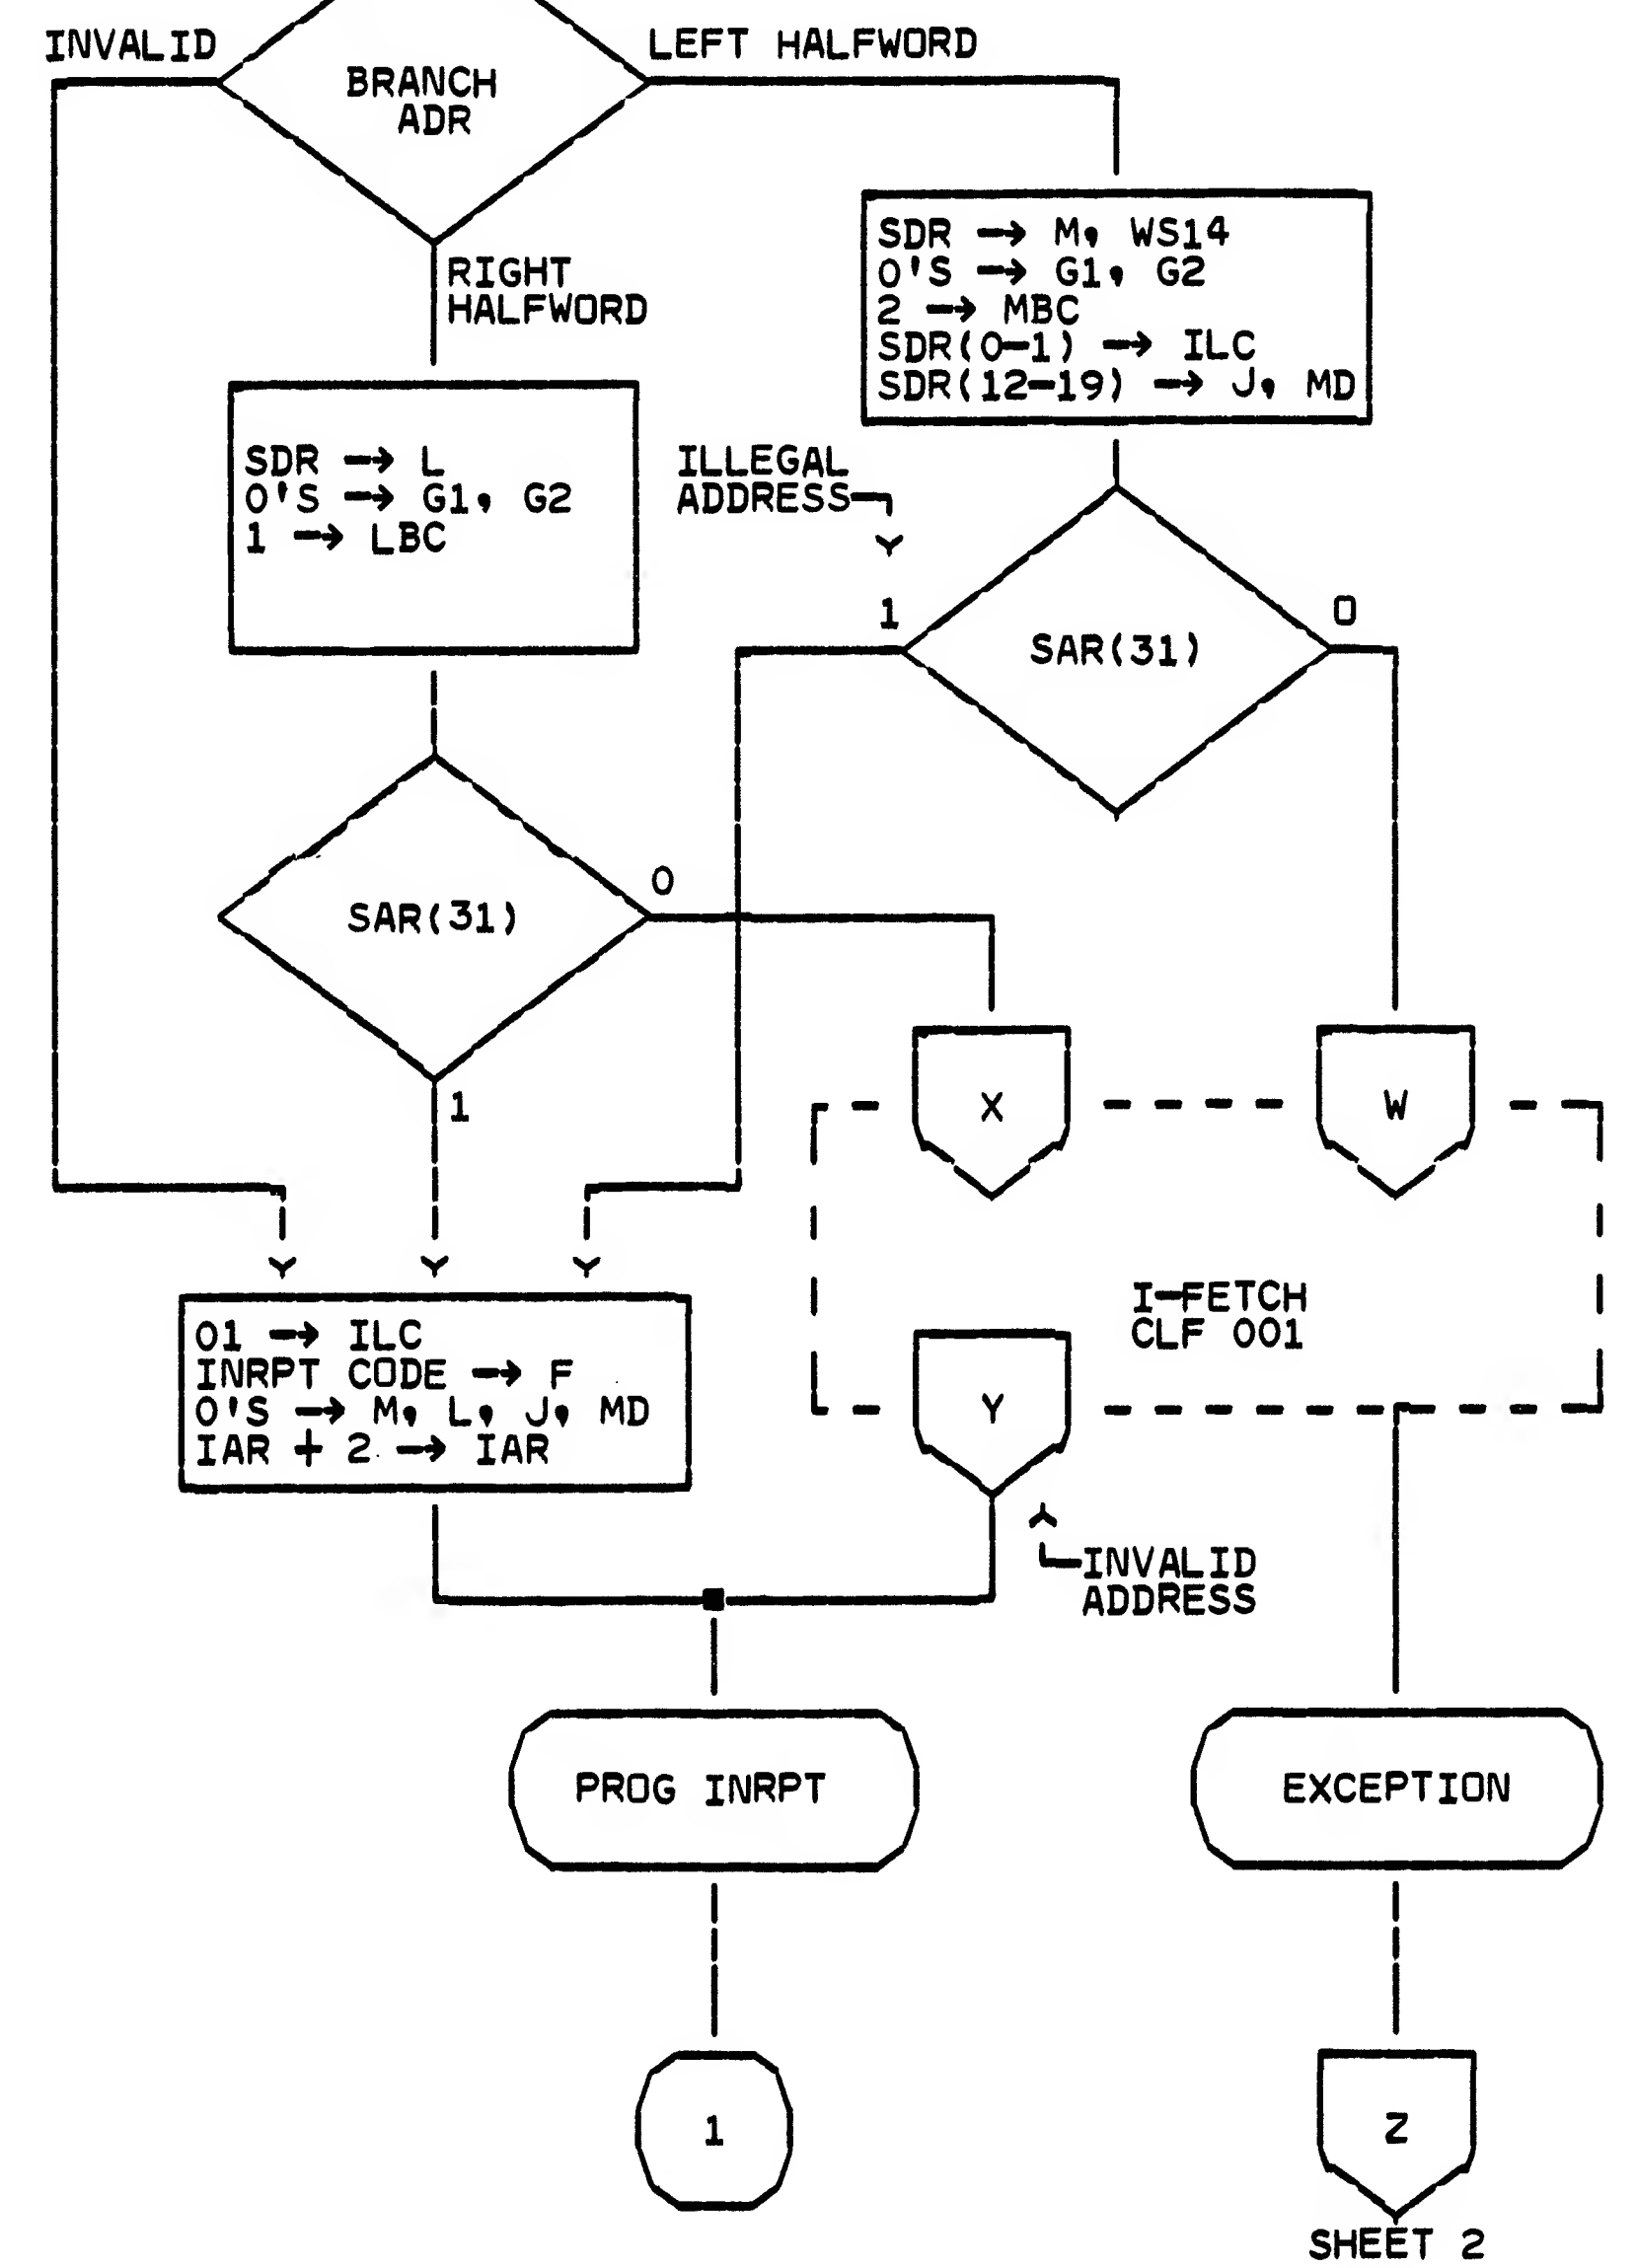 INVALID
LEFT HALFWORD
BRANCH
ADR
RIGHT
HALFWORD
SDR → M, WS14
0'S → G1, G2
2 → MBC
SDR(0-1) → ILC
SDR(12-19) → J, MD
SDR → L
0'S → G1, G2
1 → LBC
ILLEGAL
ADDRESS
1
0
SAR(31)
0
SAR(31)
1
X
W
01 → ILC
INRPT CODE → F
0'S → M, L, J, MD
IAR + 2 → IAR
I-FETCH
CLF 001
Y
INVALID
ADDRESS
PROG INRPT
EXCEPTION
1
Z
SHEET 2